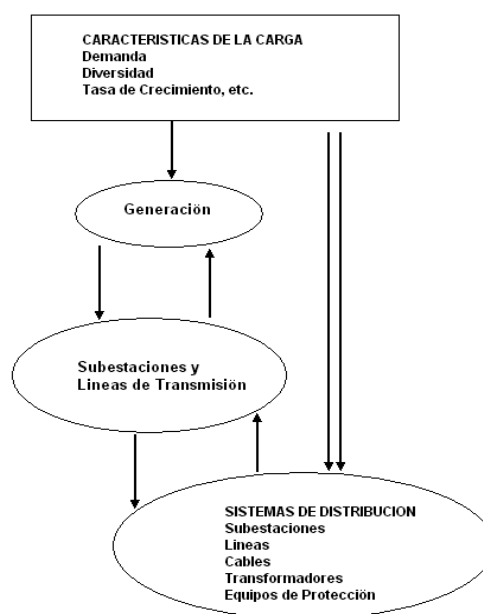 CARACTERISTICAS DE LA CARGA
Demanda
Diversidad
Tasa de Crecimiento, etc.
Generación
Subestaciones y
Lineas de Transmisión
SISTEMAS DE DISTRIBUCION
Subestaciones
Lineas
Cables
Transformadores
Equipos de Protección